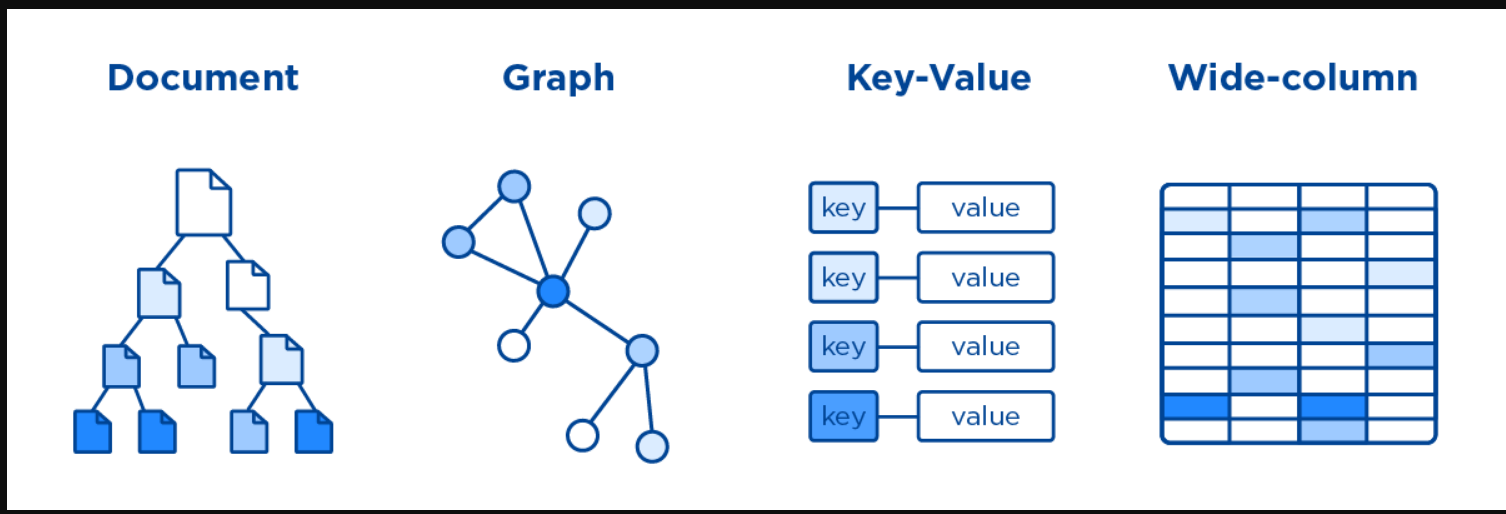 Document
Graph
Key-Value
Wide-column
key value
key value
key value
key value